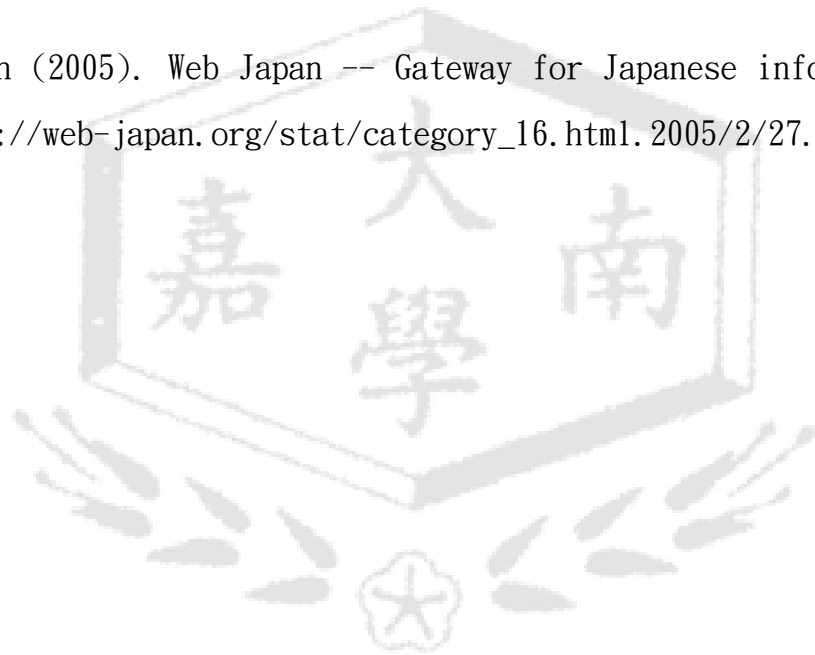 n (2005). Web Japan -- Gateway for Japanese info
://web-japan.org/stat/category_16.html.2005/2/27.
大
嘉 南
學